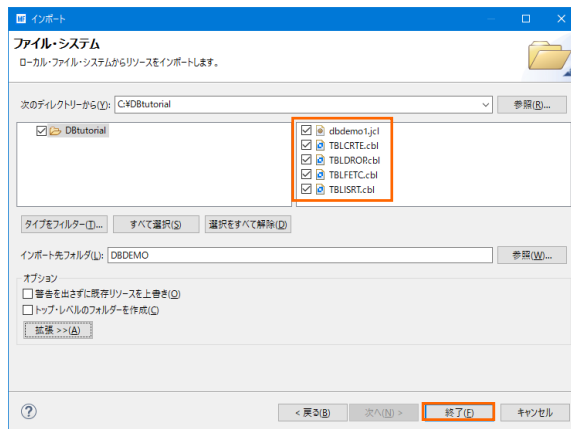 MF インポート
ファイル・システム
ローカル・ファイル・システムからリソースをインポートします。
次のディレクトリーから(Y): C:¥DBtutorial 参照(R)...
DBtutorial
dbdemo1.jcl
TBLCRTE.cbl
TBLDROP.cbl
TBLFETC.cbl
TBLISRT.cbl
タイプをフィルター(T)... すべて選択(S) 選択をすべて解除(D)
インポート先フォルダ(L): DBDEMO 参照(W)...
オプション
警告を出さずに既存リソースを上書き(O)
トップ・レベルのフォルダーを作成(C)
拡張 >>(A)
? < 戻る(B) 次へ(N) > 終了(F) キャンセル